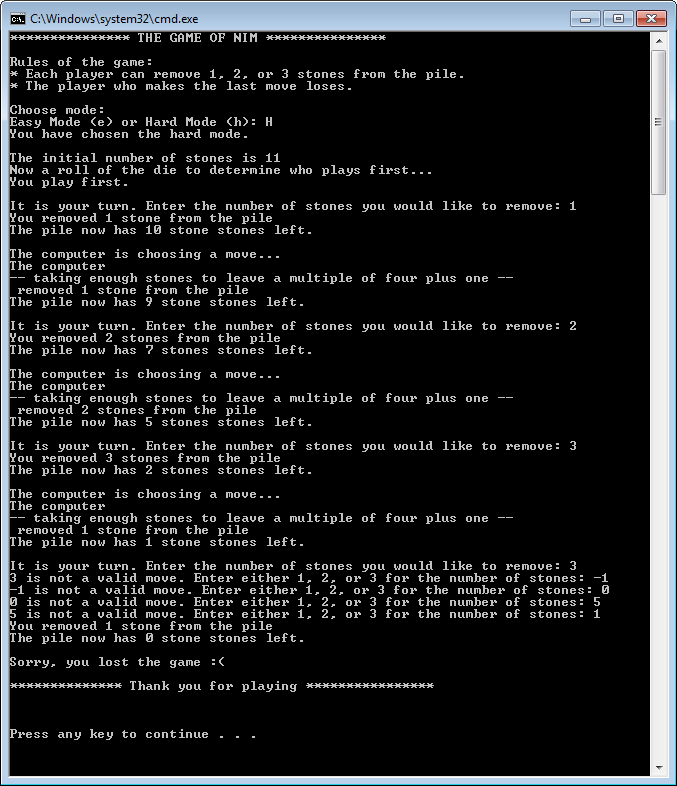 C:\Windows\system32\cmd.exe
*************** THE GAME OF NIM ***************
Rules of the game:
* Each player can remove 1, 2, or 3 stones from the pile.
* The player who makes the last move loses.
Choose mode:
Easy Mode (e) or Hard Mode (h): H
You have chosen the hard mode.
The initial number of stones is 11
Now a roll of the die to determine who plays first...
You play first.
It is your turn. Enter the number of stones you would like to remove: 1
You removed 1 stone from the pile
The pile now has 10 stone stones left.
The computer is choosing a move...
The computer
-- taking enough stones to leave a multiple of four plus one --
removed 1 stone from the pile
The pile now has 9 stone stones left.
It is your turn. Enter the number of stones you would like to remove: 2
You removed 2 stones from the pile
The pile now has 7 stones stones left.
The computer is choosing a move...
The computer
-- taking enough stones to leave a multiple of four plus one --
removed 2 stones from the pile
The pile now has 5 stones stones left.
It is your turn. Enter the number of stones you would like to remove: 3
You removed 3 stones from the pile
The pile now has 2 stones stones left.
The computer is choosing a move...
The computer
-- taking enough stones to leave a multiple of four plus one --
removed 1 stone from the pile
The pile now has 1 stone stones left.
It is your turn. Enter the number of stones you would like to remove: 3
3 is not a valid move. Enter either 1, 2, or 3 for the number of stones: -1
-1 is not a valid move. Enter either 1, 2, or 3 for the number of stones: 0
0 is not a valid move. Enter either 1, 2, or 3 for the number of stones: 5
5 is not a valid move. Enter either 1, 2, or 3 for the number of stones: 1
You removed 1 stone from the pile
The pile now has 0 stone stones left.
Sorry, you lost the game :(
************** Thank you for playing ****************
Press any key to continue . . .